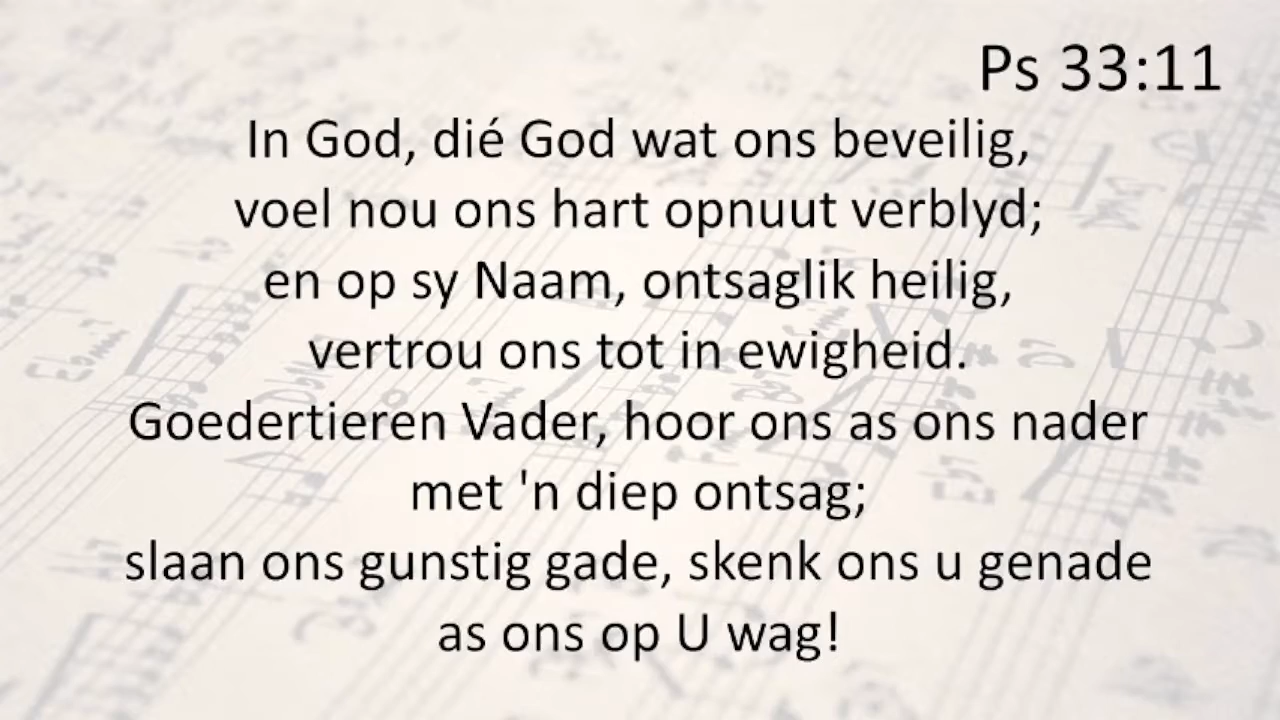 Ps 33:11
In God, dié God wat ons beveilig,
voel nou ons hart opnuut verblyd;
en op sy Naam, ontsaglik heilig,
vertrou ons tot in ewigheid.
Goedertieren Vader, hoor ons as ons nader
met 'n diep ontsag;
slaan ons gunstig gade, skenk ons u genade
as ons op U wag!